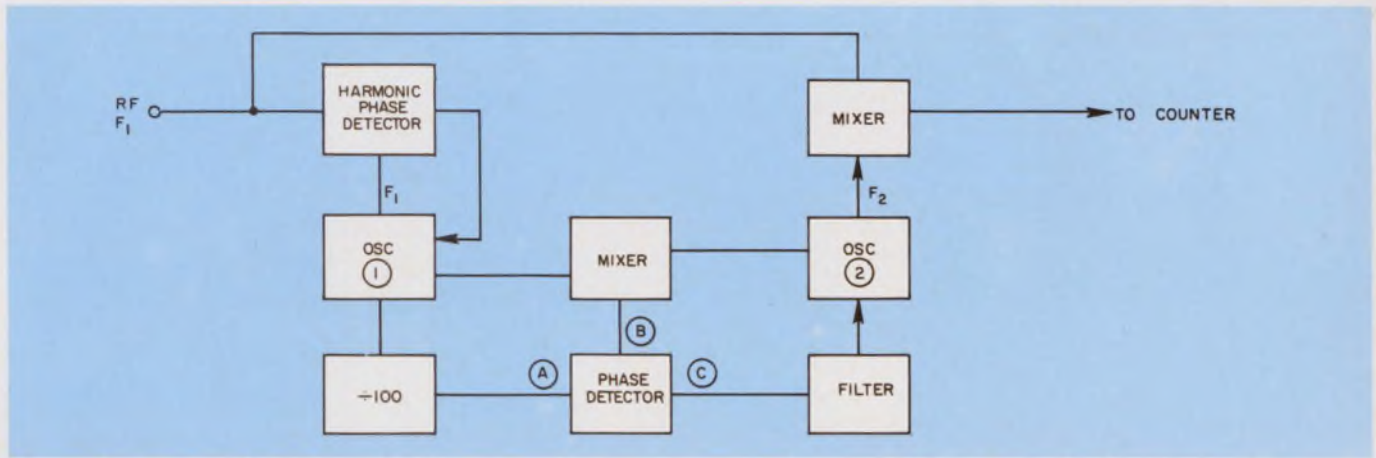 RF
F₁
HARMONIC
PHASE
DETECTOR
MIXER
TO COUNTER
F₁
F₂
OSC
1
MIXER
OSC
2
B
÷100
A
PHASE
DETECTOR
C
FILTER